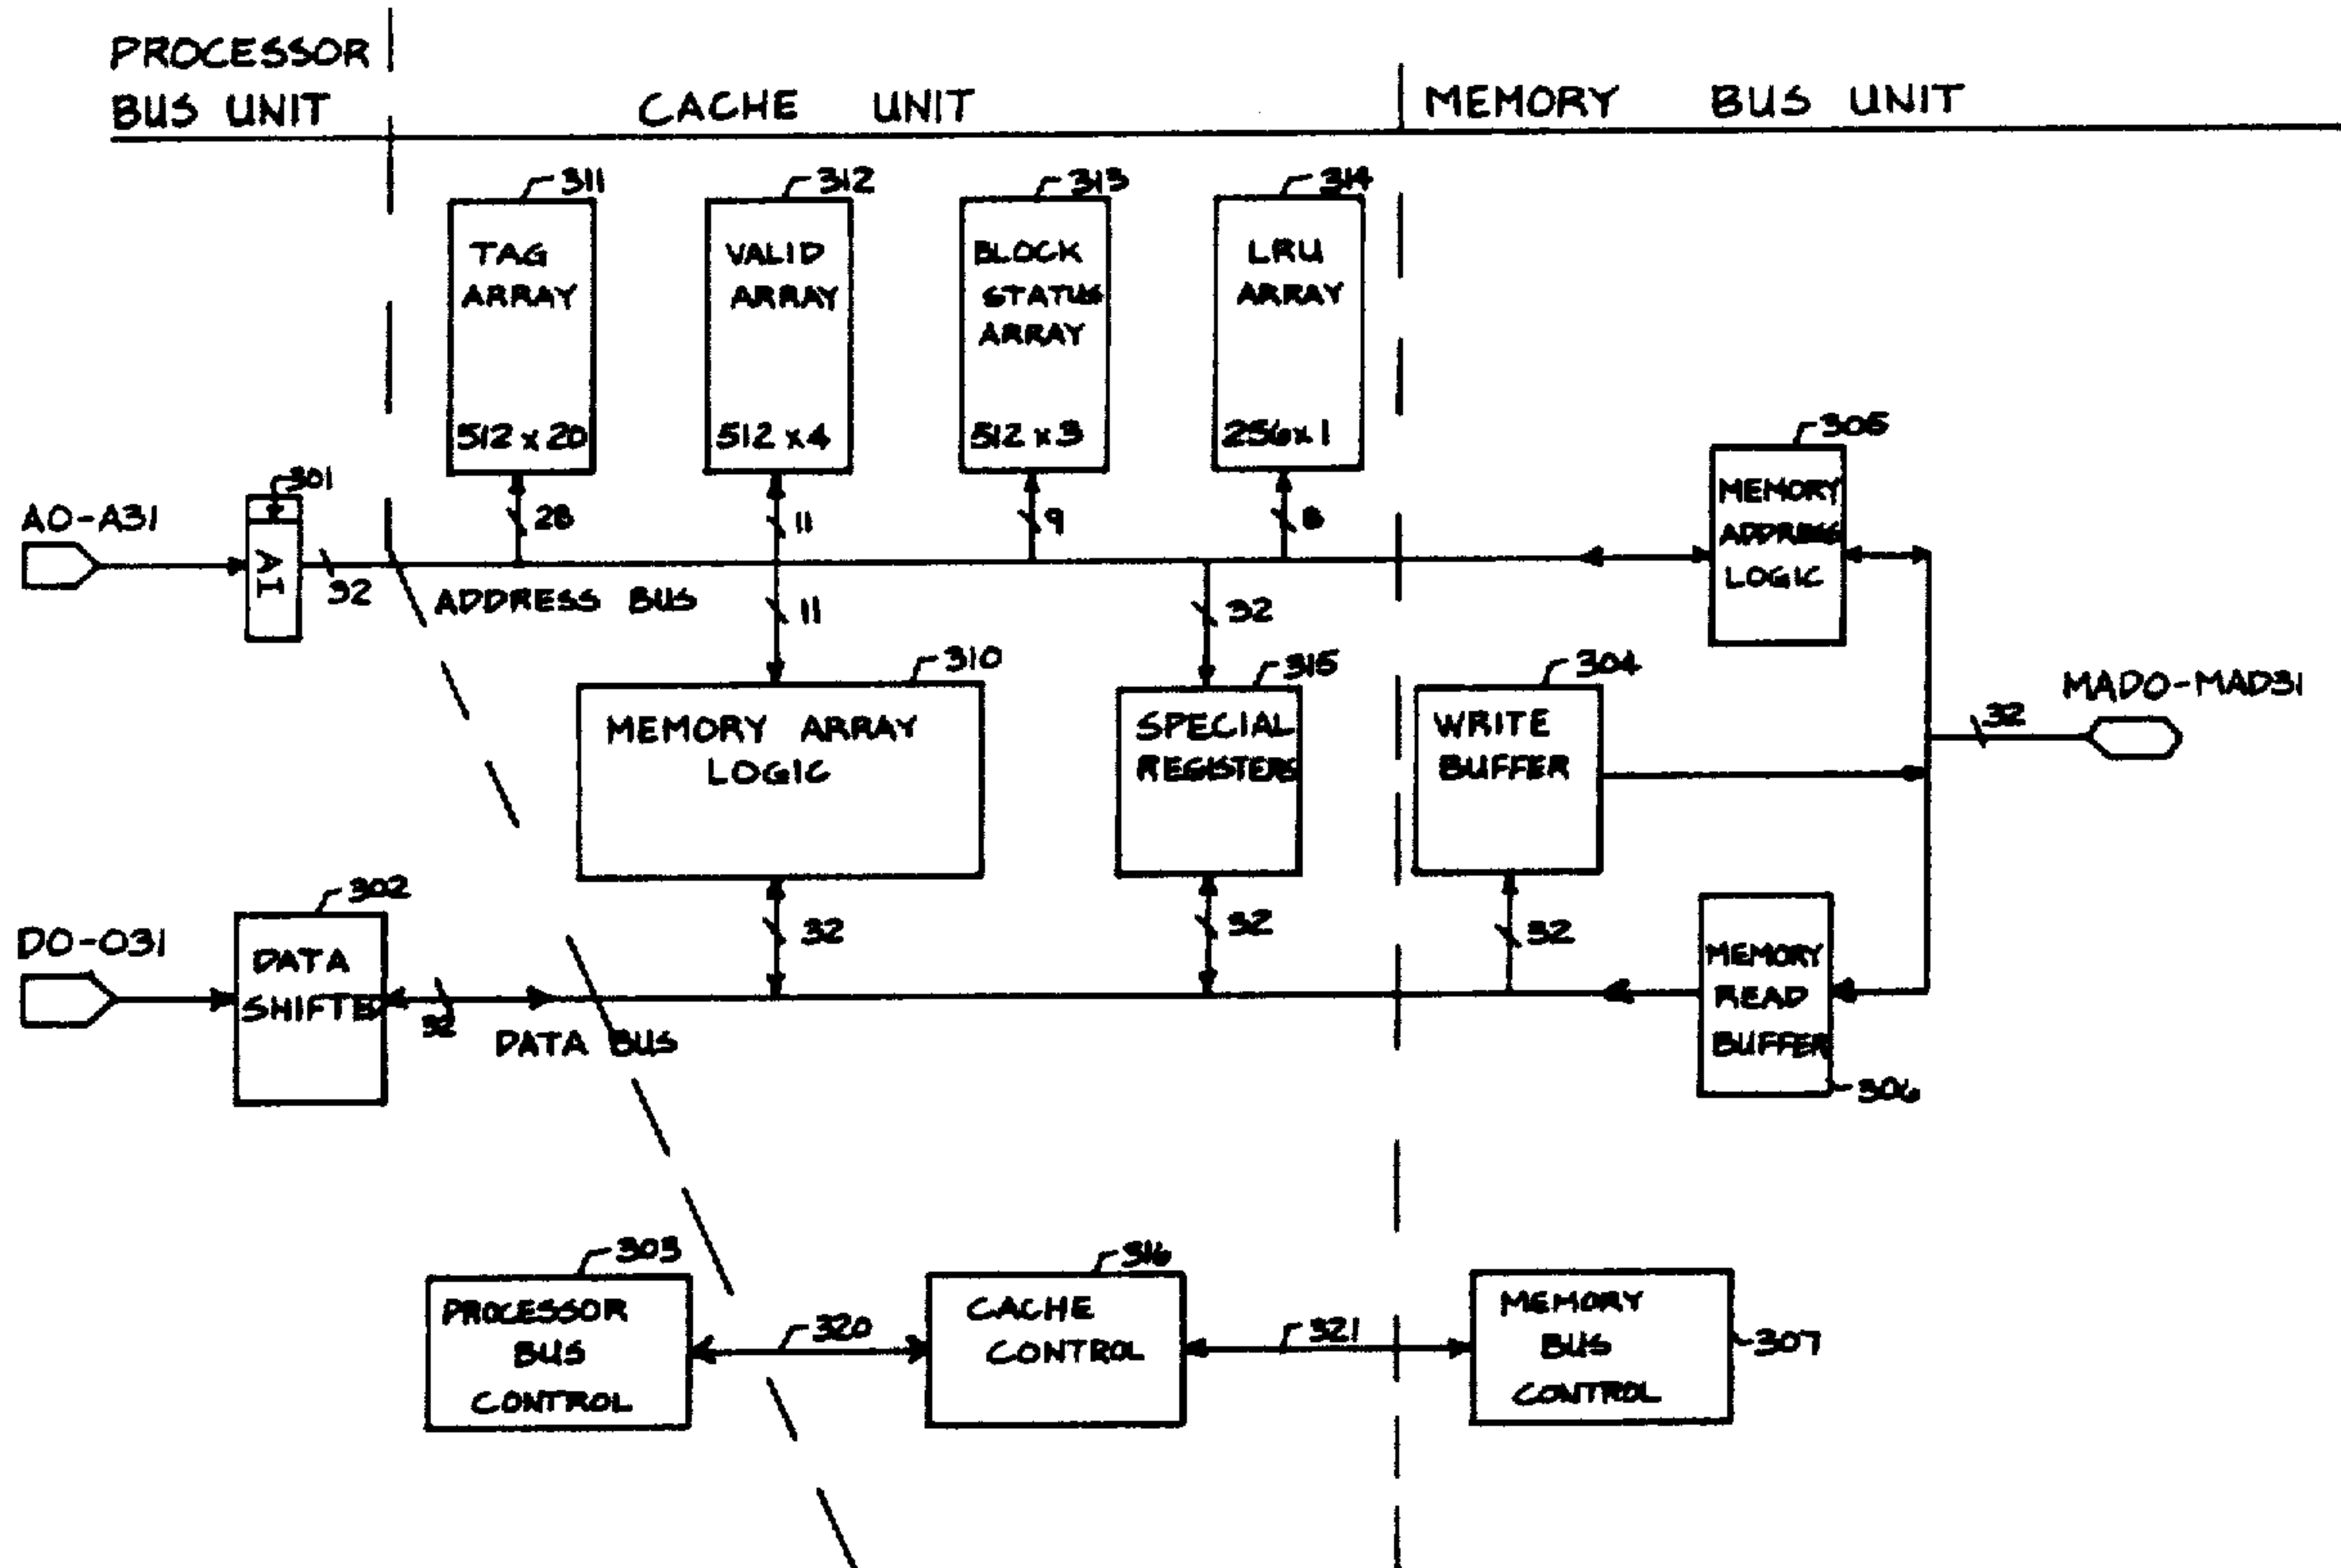 PROCESSOR
BUS UNIT
CACHE UNIT
MEMORY BUS UNIT
311
TAG
ARRAY
512 x 20
312
VALID
ARRAY
512 x 4
313
BLOCK
STATUS
ARRAY
512 x 3
314
LRU
ARRAY
256 x 1
305
MEMORY
ADDRESS
LOGIC
301
A0-A31
AI
32
28
11
9
8
ADDRESS BUS
11
32
310
MEMORY ARRAY
LOGIC
315
SPECIAL
REGISTERS
304
WRITE
BUFFER
MAD0-MAD31
32
302
D0-O31
DATA
SHIFTER
32
DATA BUS
32
32
32
MEMORY
READ
BUFFER
306
303
PROCESSOR
BUS
CONTROL
320
316
CACHE
CONTROL
321
MEMORY
BUS
CONTROL
307